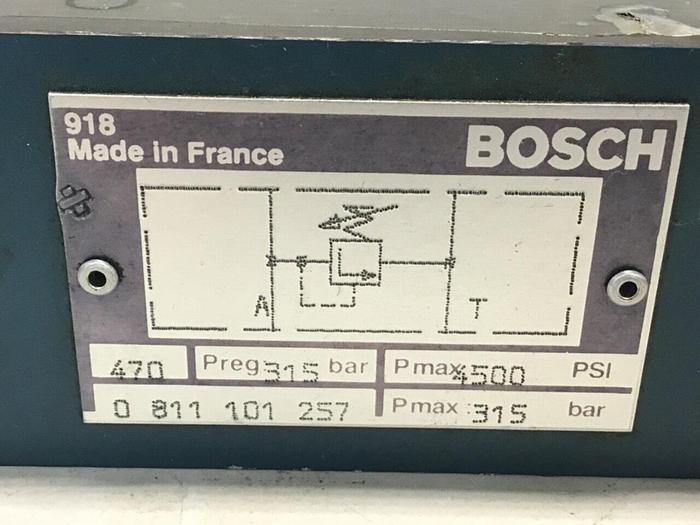 918
Made in France
BOSCH
A T
470 Preg 315 bar Pmax 4500 PSI
0 811 101 257 Pmax : 315 bar